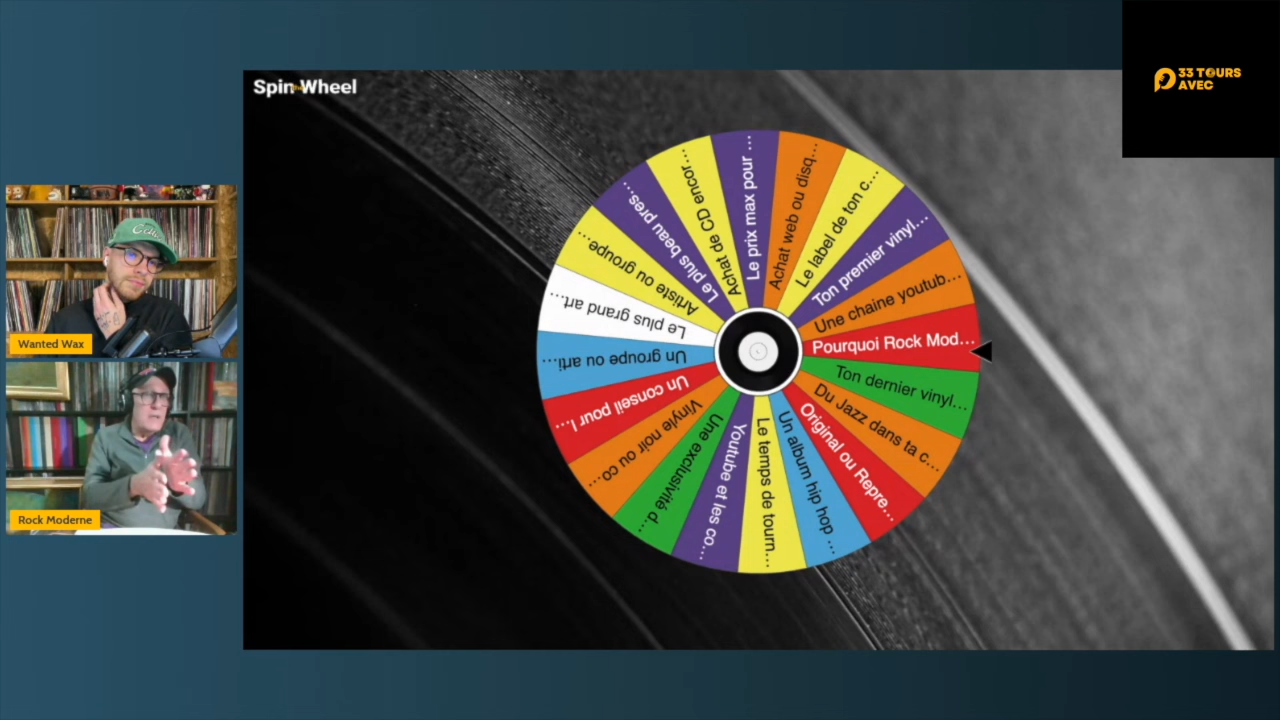 Spin The Wheel
33 TOURS
AVEC
Wanted Wax
Rock Moderne
Le prix max pour ...
Achat web ou disq...
Le label de ton c...
Ton premier vinyl...
Une chaine youtub...
Pourquoi Rock Mod...
Ton dernier vinyl...
Du Jazz dans ta c...
Original ou Repre...
Un album hip hop ...
Le temps de tourn...
Youtube et les co...
Une exclusivité d...
Vinyle noir ou co...
Un conseil pour l...
Un groupe ou arti...
Le plus grand art...
Artiste ou groupe ...
Le plus beau pres...
Achat de CD encor...